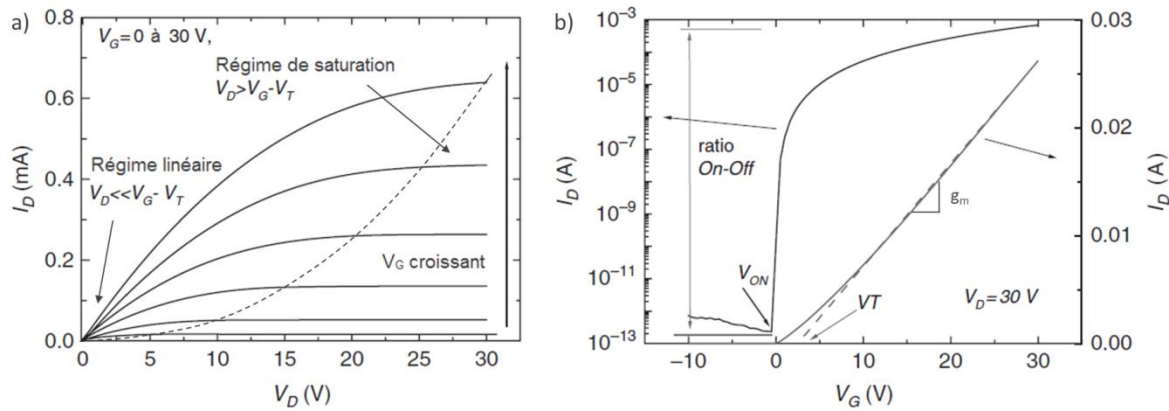 a)
V_G=0 à 30 V,
Régime de saturation
V_D>V_G-V_T
Régime linéaire
V_D<<V_G- V_T
V_G croissant
0.8
0.6
0.4
0.2
0.0
I_D (mA)
0 5 10 15 20 25 30
V_D (V)
b)
10⁻³
10⁻⁵
10⁻⁷
10⁻⁹
10⁻¹¹
10⁻¹³
I_D (A)
ratio
On-Off
g_m
V_ON
VT
V_D=30 V
0.03
0.02
0.01
0.00
I_D (A)
−10 0 10 20 30
V_G (V)